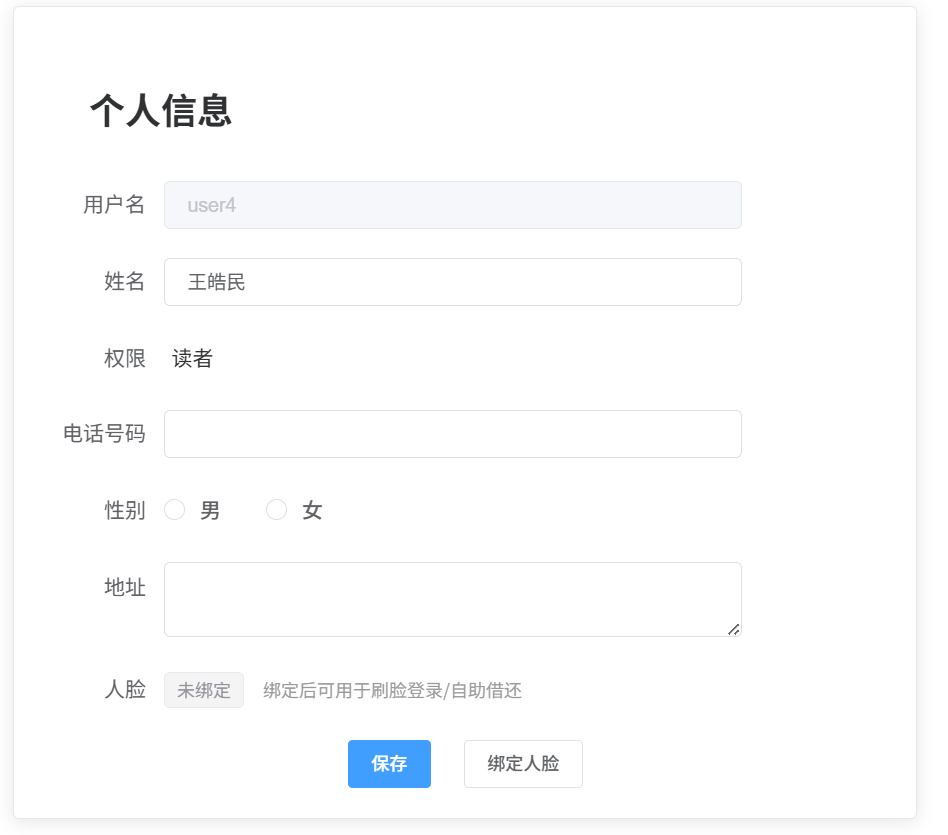 个人信息
用户名 user4
姓名 王皓民
权限 读者
电话号码
性别 男 女
地址
人脸 未绑定 绑定后可用于刷脸登录/自助借还
保存 绑定人脸